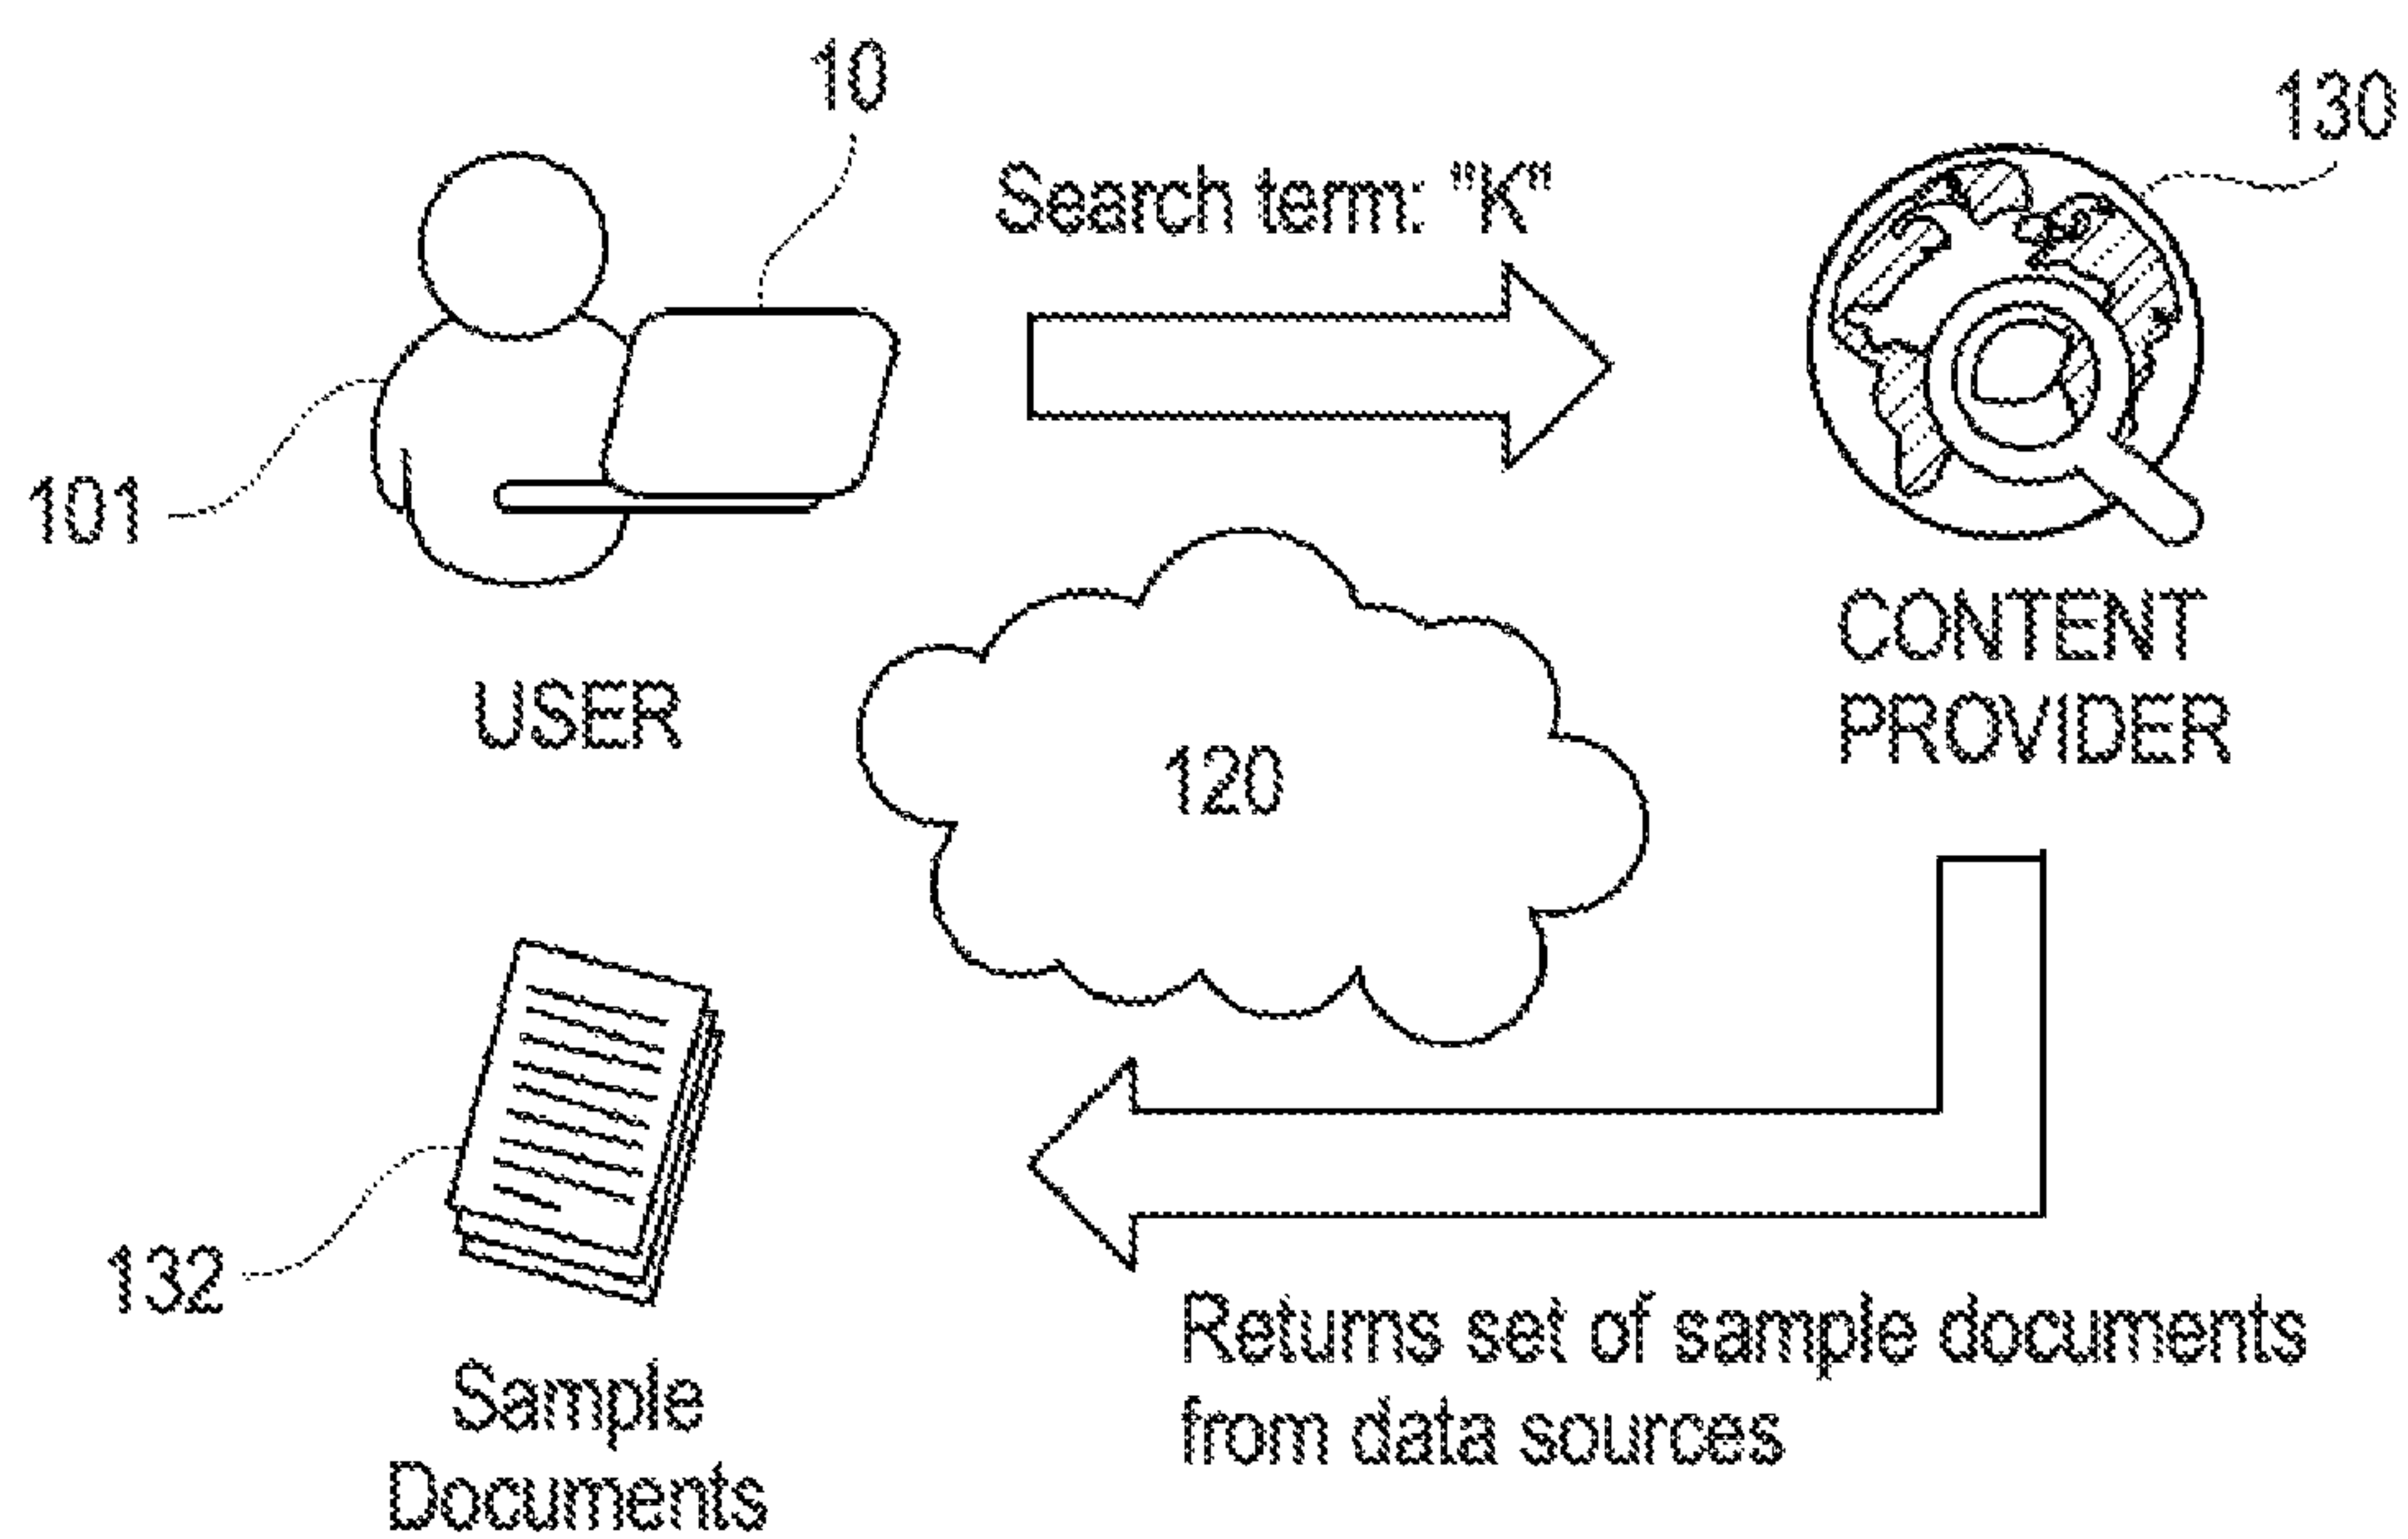 10
130
Search term: "K"
101
CONTENT
PROVIDER
USER
120
132
Sample
Documents
Returns set of sample documents
from data sources